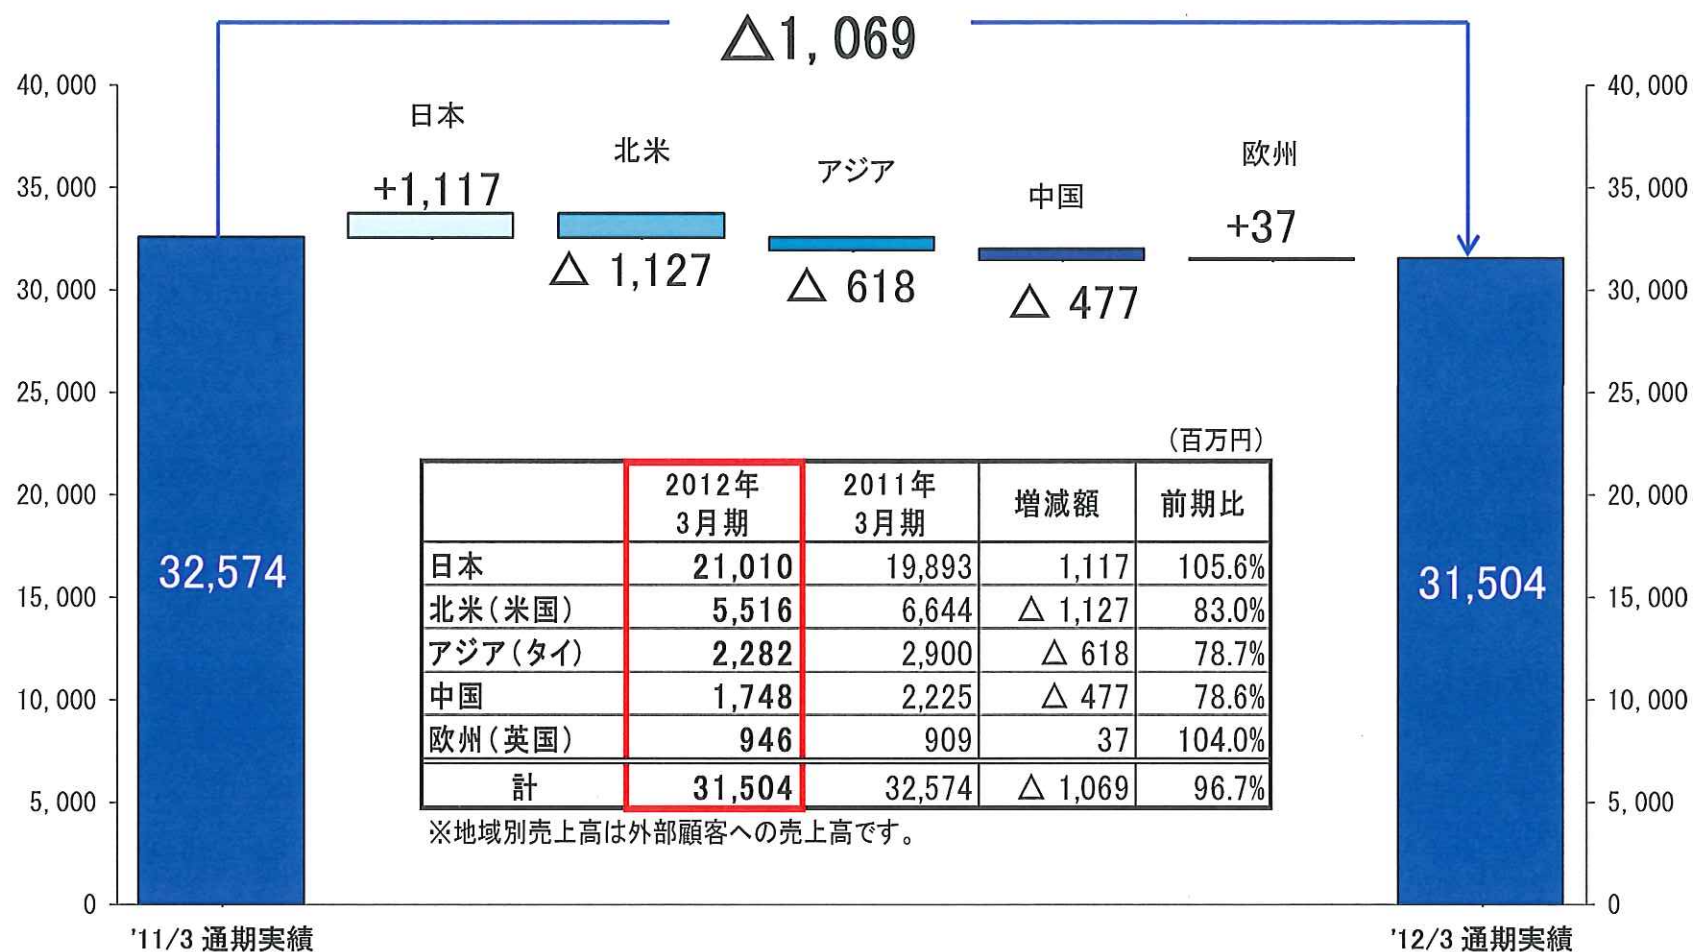 △1,069
40,000
35,000
30,000
25,000
20,000
15,000
10,000
5,000
0
日本
+1,117
北米
△ 1,127
アジア
△ 618
中国
△ 477
欧州
+37
40,000
35,000
30,000
25,000
20,000
15,000
10,000
5,000
0
32,574
31,504
(百万円)
2012年 3月期 2011年 3月期 増減額 前期比
日本 21,010 19,893 1,117 105.6%
北米(米国) 5,516 6,644 △ 1,127 83.0%
アジア(タイ) 2,282 2,900 △ 618 78.7%
中国 1,748 2,225 △ 477 78.6%
欧州(英国) 946 909 37 104.0%
計 31,504 32,574 △ 1,069 96.7%
※地域別売上高は外部顧客への売上高です。
'11/3 通期実績
'12/3 通期実績